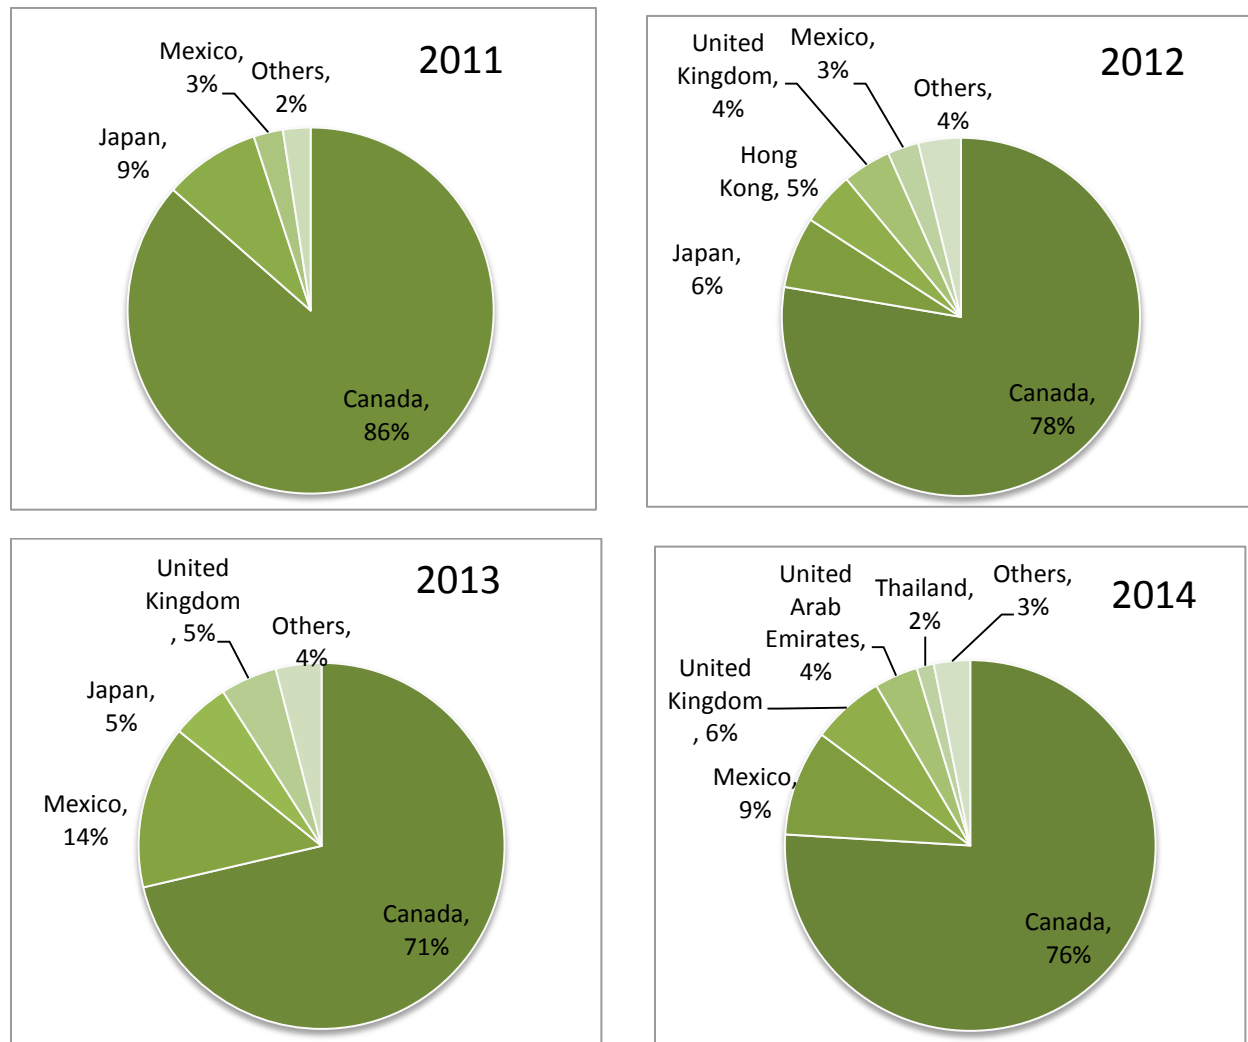 2011
Mexico,
3%
Others,
2%
Japan,
9%
Canada,
86%
2012
United
Kingdom,
4%
Mexico,
3%
Others,
4%
Hong
Kong, 5%
Japan,
6%
Canada,
78%
2013
United
Kingdom
, 5%
Others,
4%
Japan,
5%
Mexico,
14%
Canada,
71%
2014
United
Arab
Emirates,
4%
Thailand,
2%
Others,
3%
United
Kingdom
, 6%
Mexico,
9%
Canada,
76%